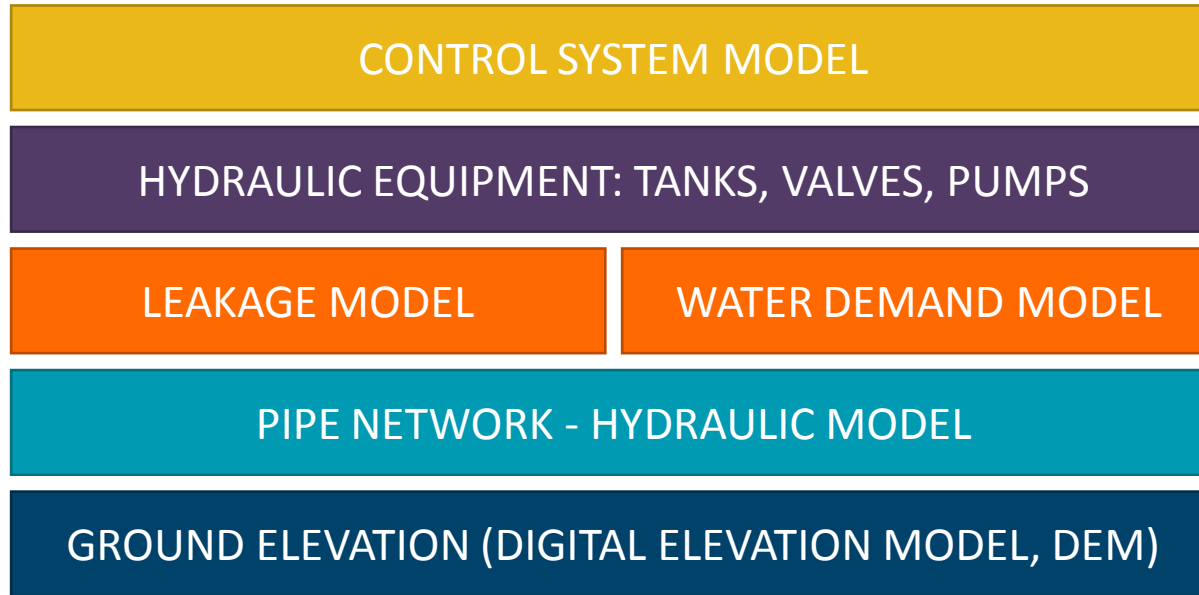 CONTROL SYSTEM MODEL
HYDRAULIC EQUIPMENT: TANKS, VALVES, PUMPS
LEAKAGE MODEL
WATER DEMAND MODEL
PIPE NETWORK - HYDRAULIC MODEL
GROUND ELEVATION (DIGITAL ELEVATION MODEL, DEM)